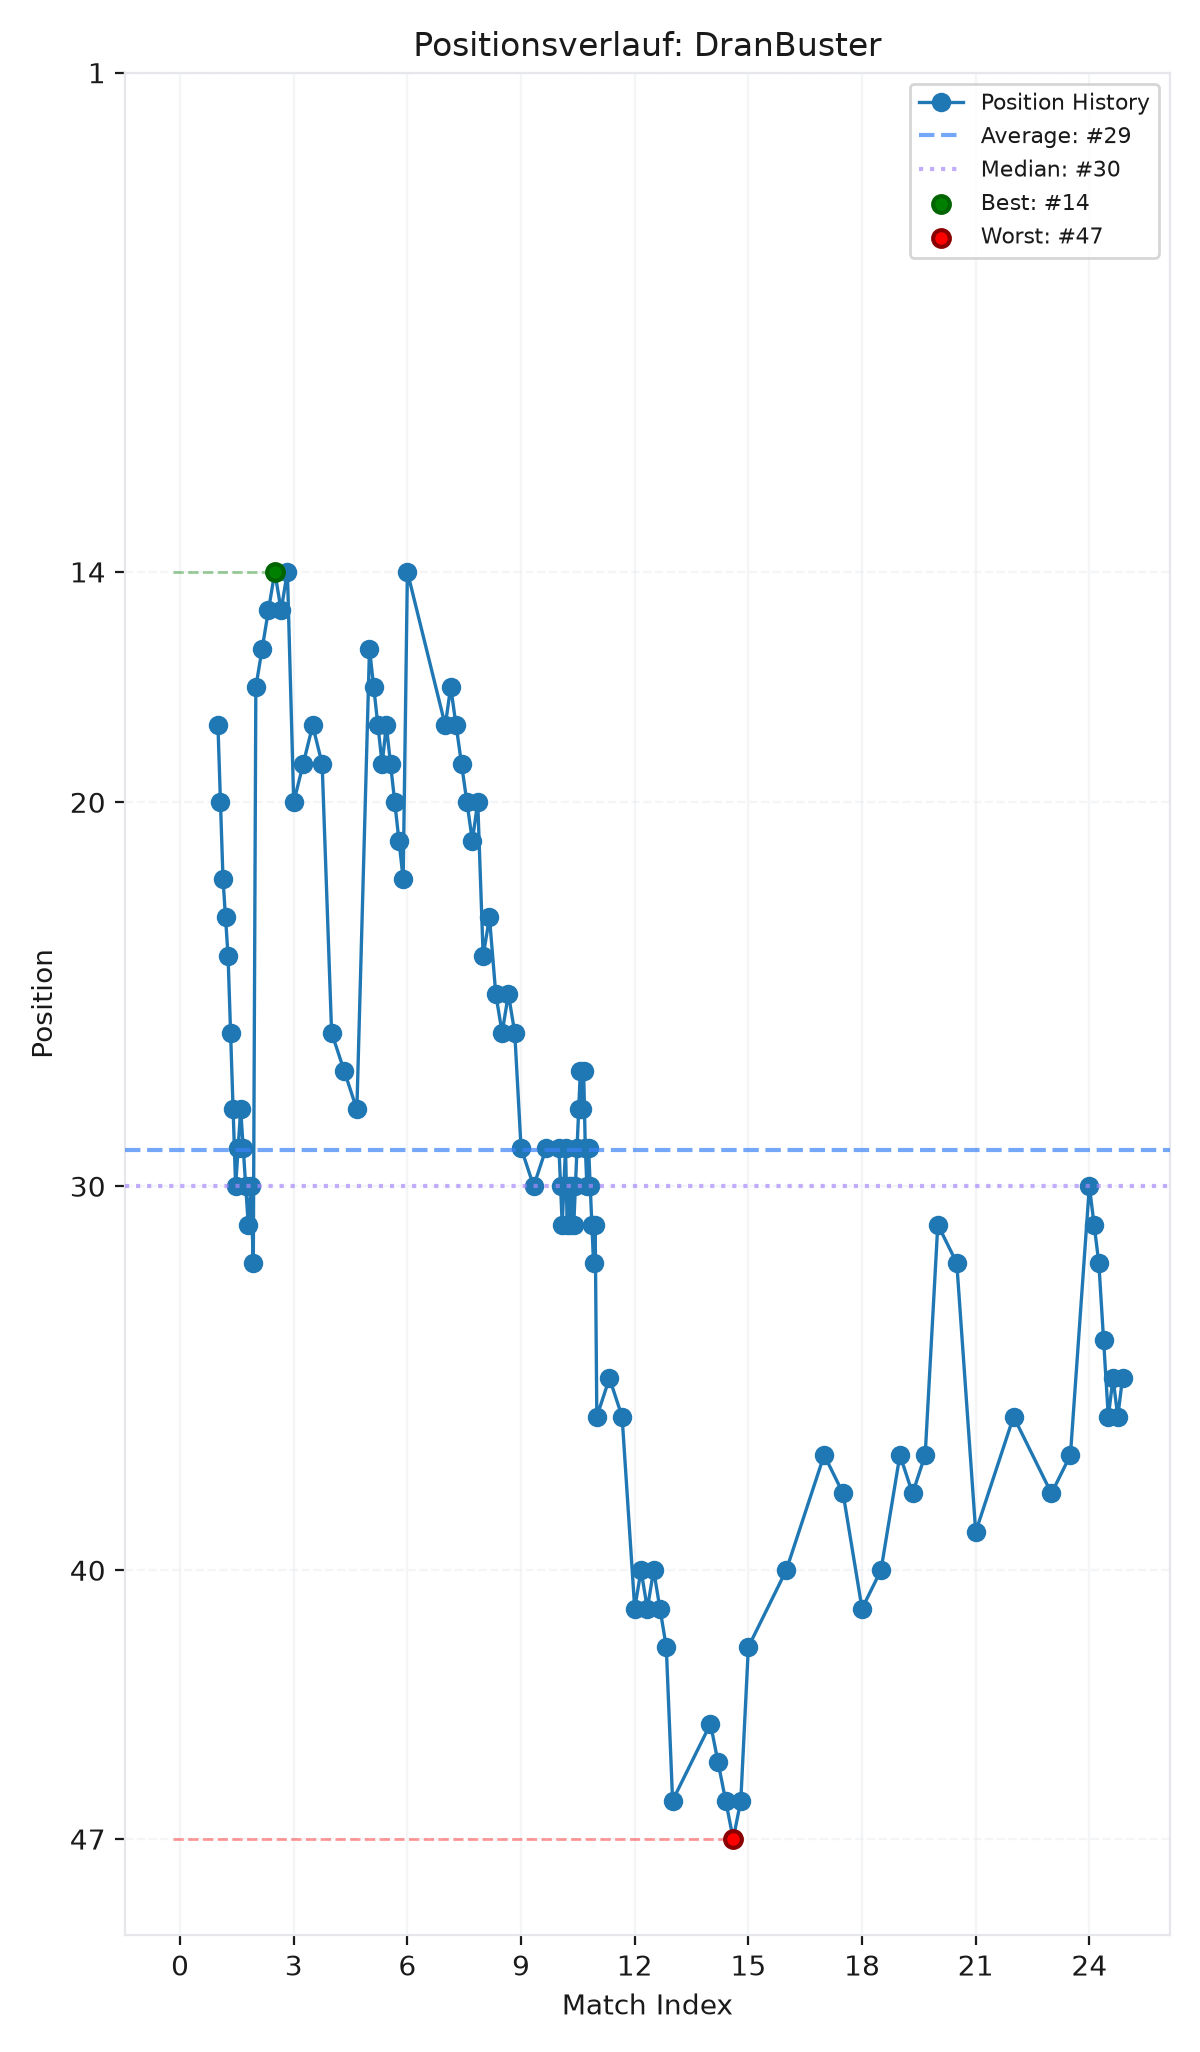 Positionsverlauf: DranBuster
Position History
Average: #29
Median: #30
Best: #14
Worst: #47
Position
1
14
20
30
40
47
0 3 6 9 12 15 18 21 24
Match Index